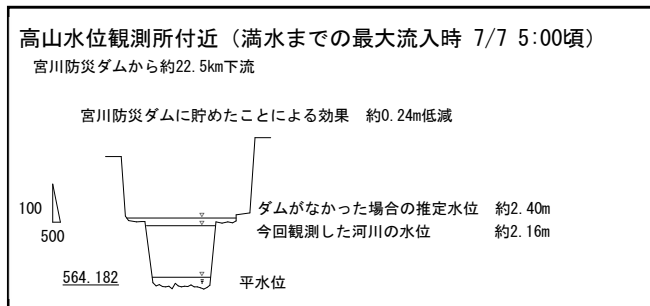 高山水位観測所付近（満水までの最大流入時 7/7 5:00頃）
宮川防災ダムから約22.5km下流
宮川防災ダムに貯めたことによる効果　約0.24m低減
100
500
ダムがなかった場合の推定水位　約2.40m
今回観測した河川の水位　約2.16m
564.182
平水位